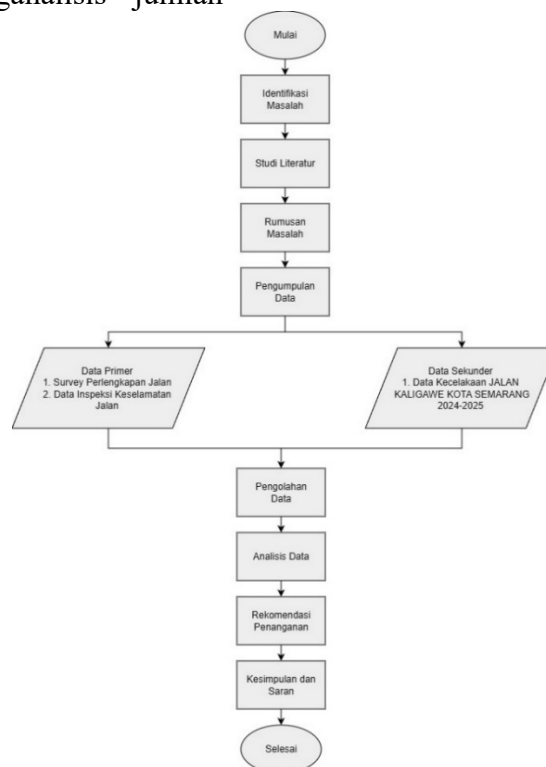 jumlah
Mulai
Identifikasi
Masalah
Studi Literatur
Rumusan
Masalah
Pengumpulan
Data
Data Primer
1. Survey Perlengkapan Jalan
2. Data Inspeksi Keselamatan
Jalan
Data Sekunder
1. Data Kecelakaan JALAN
KALIGAWE KOTA SEMARANG
2024-2025
Pengolahan
Data
Analisis Data
Rekomendasi
Penanganan
Kesimpulan dan
Saran
Selesai